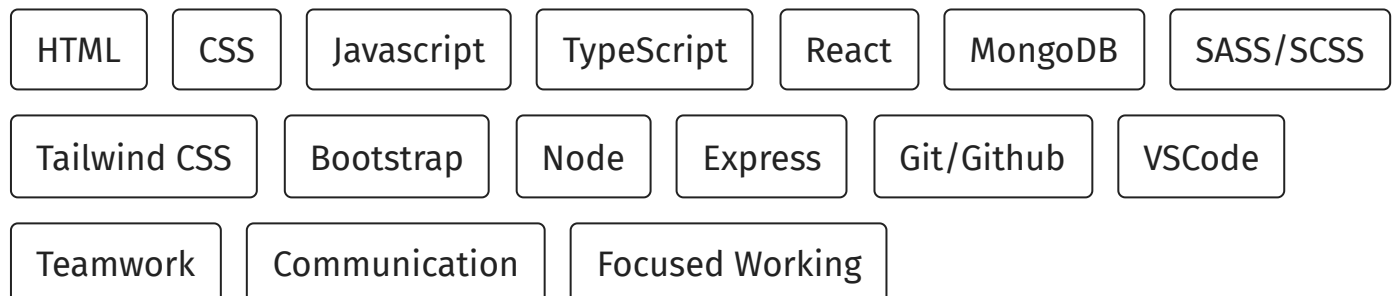 HTML CSS Javascript TypeScript React MongoDB SASS/SCSS
Tailwind CSS Bootstrap Node Express Git/Github VSCode
Teamwork Communication Focused Working